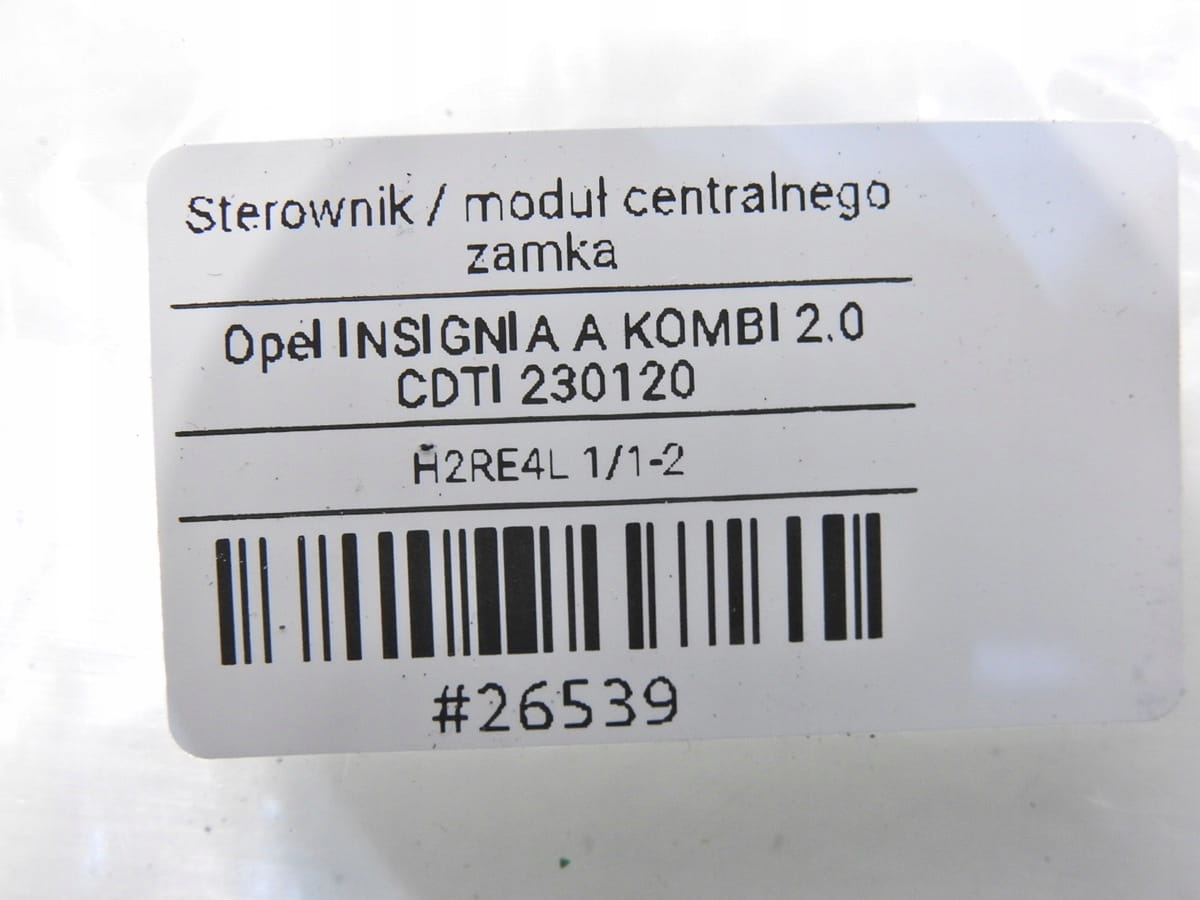 Sterownik / moduł centralnego
zamka
Opel INSIGNIA A KOMBI 2.0
CDTI 230120
H2RE4L 1/1-2
#26539